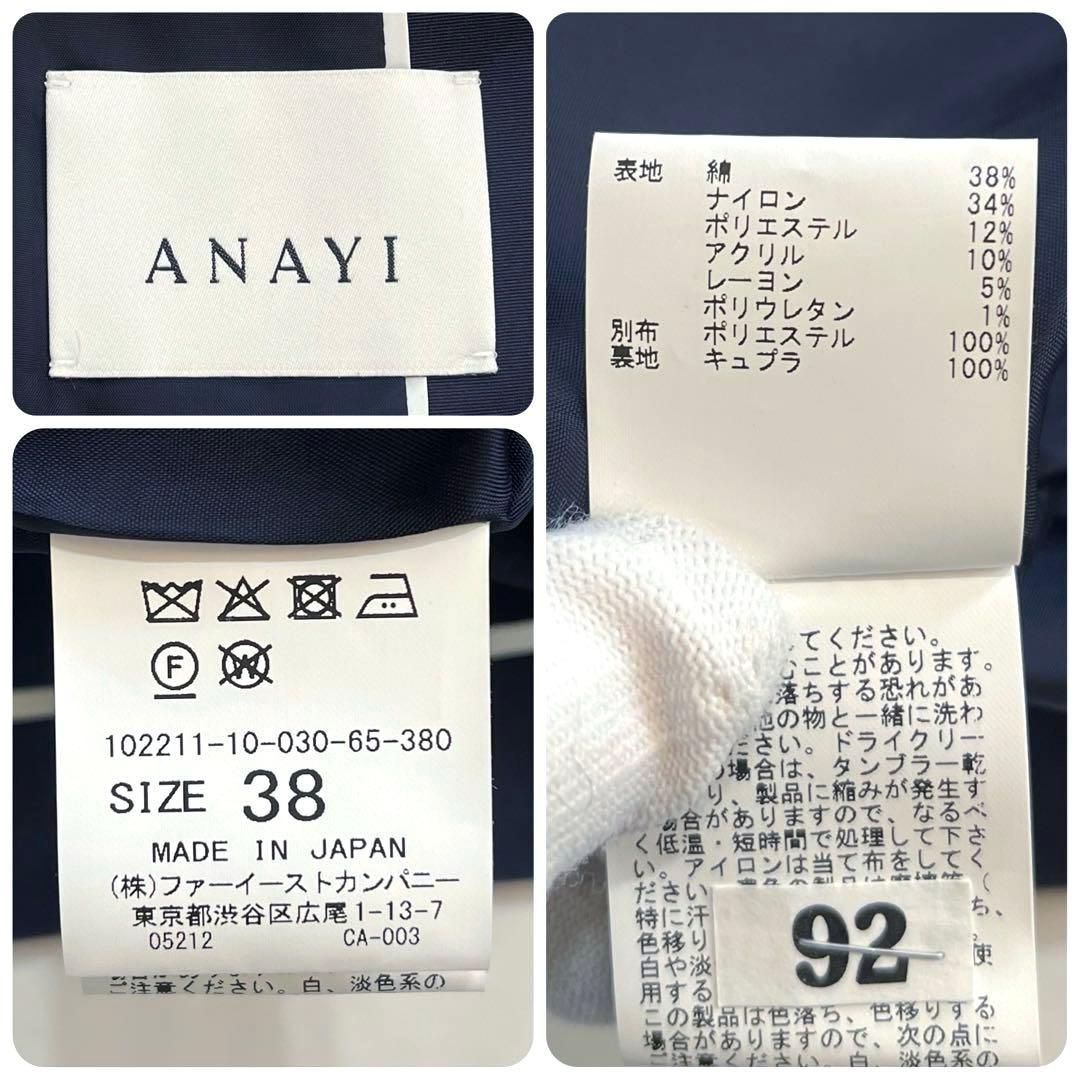 ANAYI
表地 綿 38%
ナイロン 34%
ポリエステル 12%
アクリル 10%
レーヨン 5%
ポリウレタン 1%
別布 ポリエステル 100%
裏地 キュプラ 100%
F
W
102211-10-030-65-380
SIZE 38
MADE IN JAPAN
(株)ファーイーストカンパニー
東京都渋谷区広尾1-13-7
05212 CA-003
ご注意ください。白、淡色系の
てください。
ことがあります。
落ちする恐れがあ
の物と一緒に洗わ
ださい。ドライクリー
場合は、タンブラー乾
り、製品に縮みが発生す
場合がありますので、なるべ
く低温・短時間で処理して下さ
い。アイロンは当て布をしてく
ださい
特に汗
色移り 使
白や淡
用する
92
この製品は色落ち、色移りする
場合がありますので、次の点に
ご注意ください。白、淡色系の